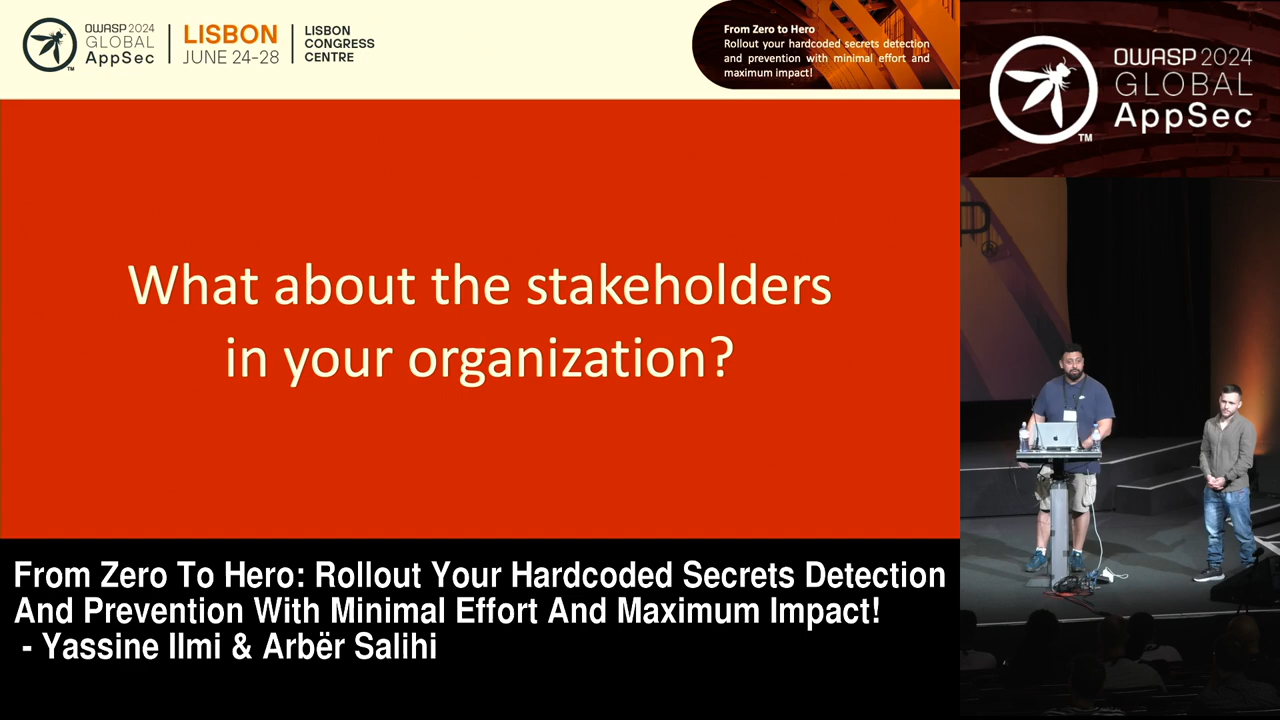 OWASP 2024
GLOBAL
AppSec
LISBON
JUNE 24-28
LISBON
CONGRESS
CENTRE
From Zero to Hero
Rollout your hardcoded secrets detection
and prevention with minimal effort and
maximum impact!
OWASP 2024
GLOBAL
AppSec
TM
What about the stakeholders
in your organization?
From Zero To Hero: Rollout Your Hardcoded Secrets Detection
And Prevention With Minimal Effort And Maximum Impact!
- Yassine Ilmi & Arbër Salihi